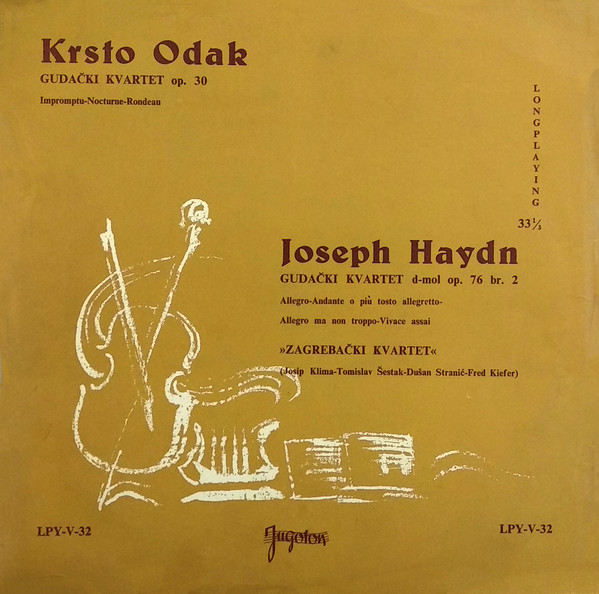 Krsto Odak
GUDAČKI KVARTET op. 30
Impromptu-Nocturne-Rondeau
LONGPLAYING
33⅓
Joseph Haydn
GUDAČKI KVARTET d-mol op. 76 br. 2
Allegro-Andante o più tosto allegretto-
Allegro ma non troppo-Vivace assai
»ZAGREBAČKI KVARTET«
(Josip Klima-Tomislav Šestak-Dušan Stranić-Fred Kiefer)
LPY-V-32
Jugoton
LPY-V-32